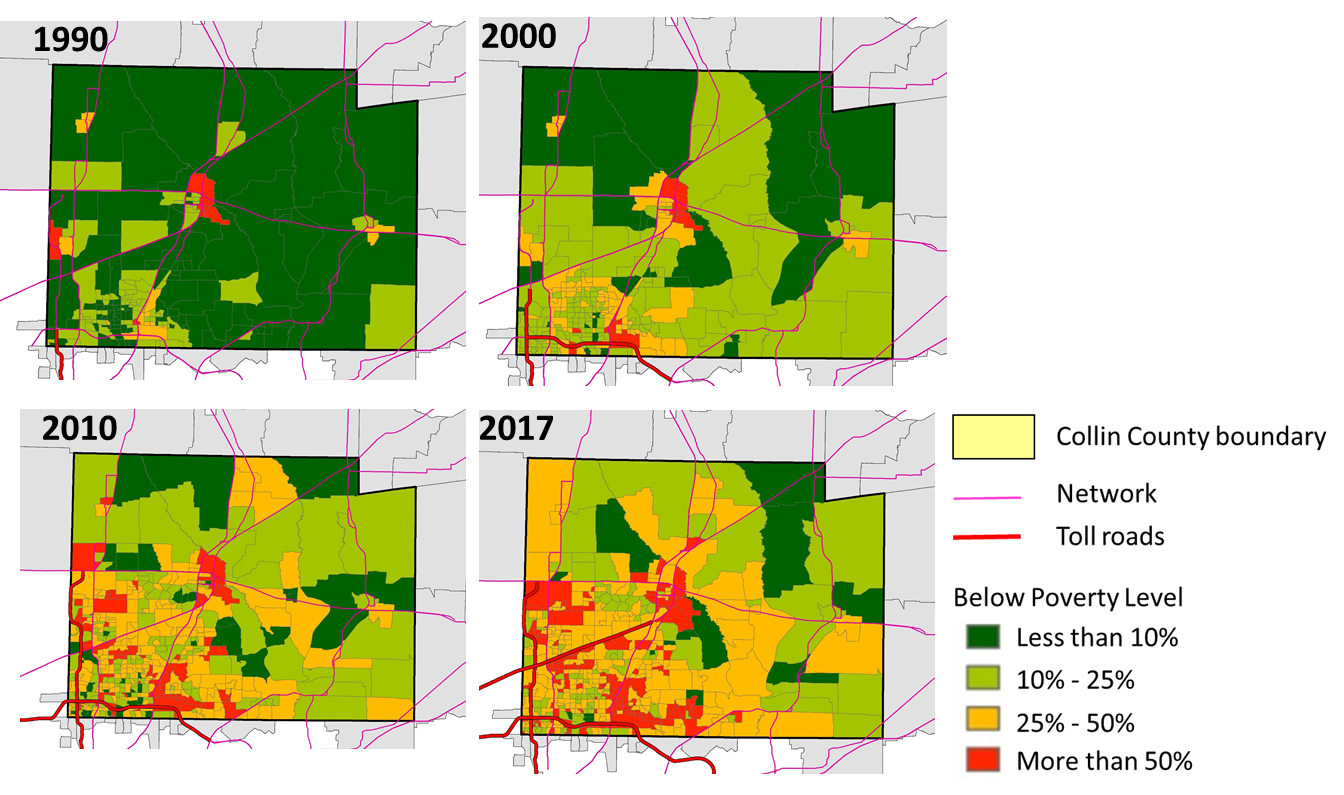 1990
2000
2010
2017
Collin County boundary
Network
Toll roads
Below Poverty Level
Less than 10%
10% - 25%
25% - 50%
More than 50%